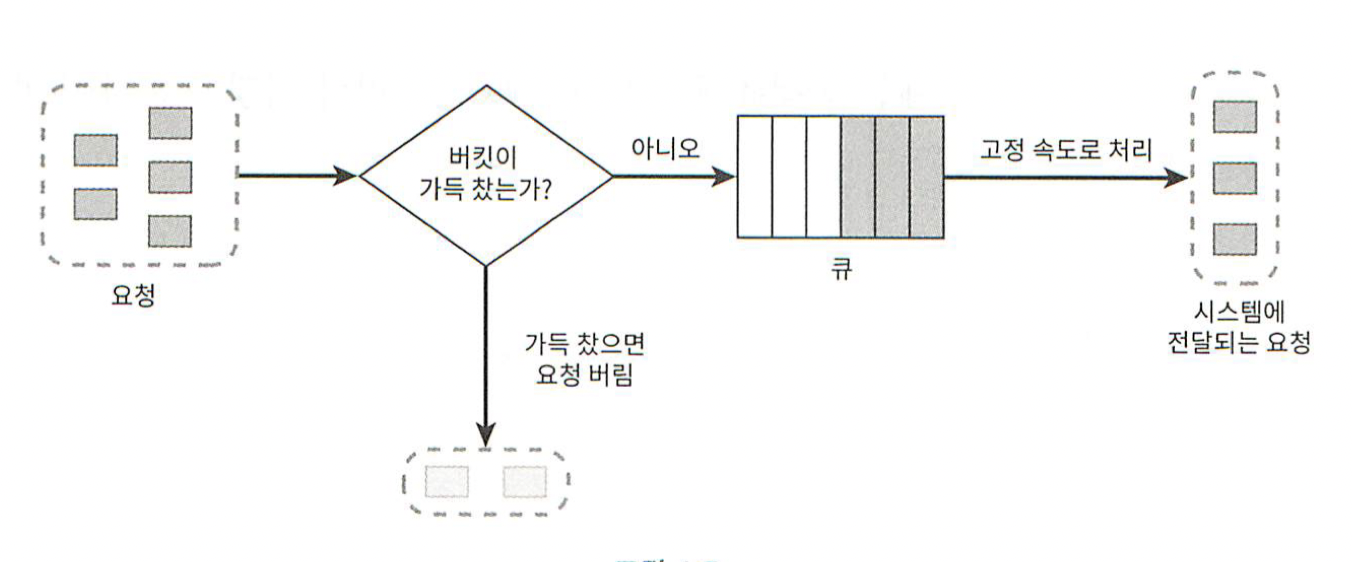 버킷이
가득 찼는가?
아니오
고정 속도로 처리
큐
요청
시스템에
전달되는 요청
가득 찼으면
요청 버림